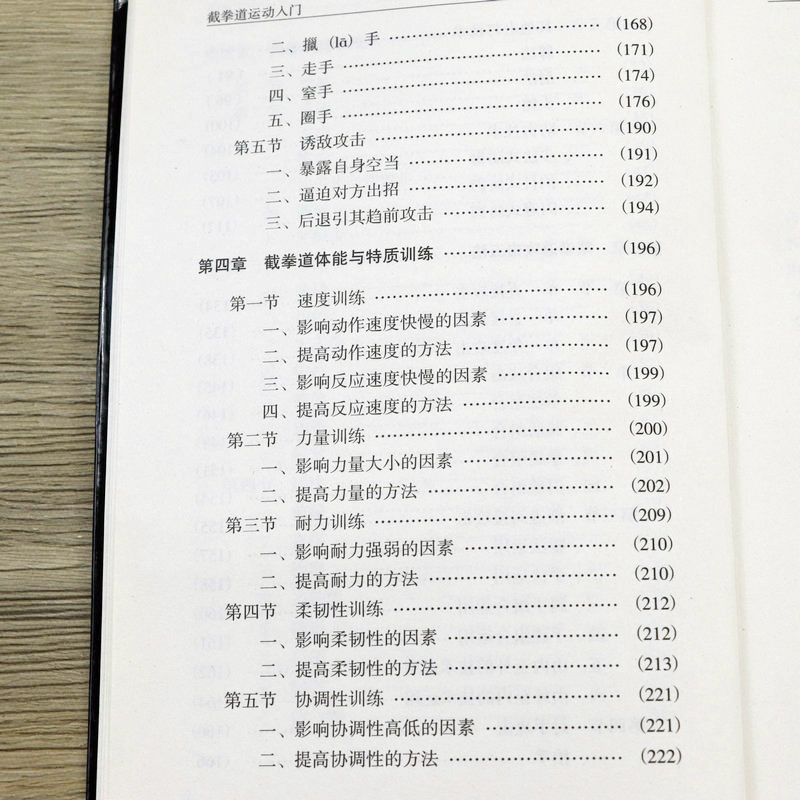 截拳道运动入门
二、擸（lā）手 ……………………（168）
三、走手 ……………………（171）
四、窒手 ……………………（174）
五、圈手 ……………………（176）
第五节 诱敌攻击 ……………………（190）
一、暴露自身空当 ……………………（191）
二、逼迫对方出招 ……………………（192）
三、后退引其趋前攻击 ……………………（194）
第四章 截拳道体能与特质训练 ……………………（196）
第一节 速度训练 ……………………（196）
一、影响动作速度快慢的因素 ……………………（197）
二、提高动作速度的方法 ……………………（197）
三、影响反应速度快慢的因素 ……………………（199）
四、提高反应速度的方法 ……………………（199）
第二节 力量训练 ……………………（200）
一、影响力量大小的因素 ……………………（201）
二、提高力量的方法 ……………………（202）
第三节 耐力训练 ……………………（209）
一、影响耐力强弱的因素 ……………………（210）
二、提高耐力的方法 ……………………（210）
第四节 柔韧性训练 ……………………（212）
一、影响柔韧性的因素 ……………………（212）
二、提高柔韧性的方法 ……………………（213）
第五节 协调性训练 ……………………（221）
一、影响协调性高低的因素 ……………………（221）
二、提高协调性的方法 ……………………（222）